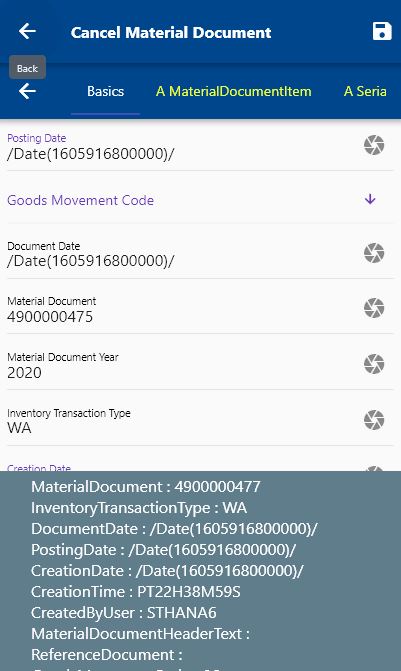 Cancel Material Document
Back
Basics A MaterialDocumentItem A Seria
Posting Date
/Date(1605916800000)/
Goods Movement Code
Document Date
/Date(1605916800000)/
Material Document
4900000475
Material Document Year
2020
Inventory Transaction Type
WA
Creation Date
MaterialDocument : 4900000477
InventoryTransactionType : WA
DocumentDate : /Date(1605916800000)/
PostingDate : /Date(1605916800000)/
CreationDate : /Date(1605916800000)/
CreationTime : PT22H38M59S
CreatedByUser : STHANA6
MaterialDocumentHeaderText :
ReferenceDocument :